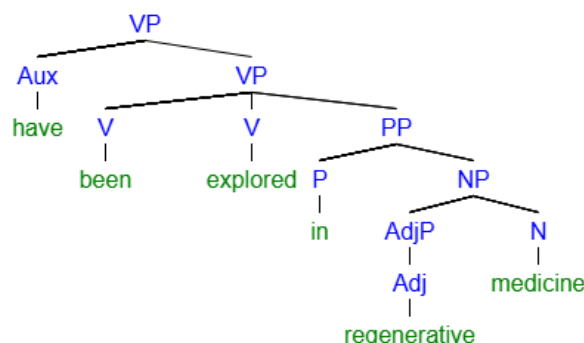 VP
Aux VP
have V V PP
been explored P NP
in AdjP N
Adj medicine
regenerative